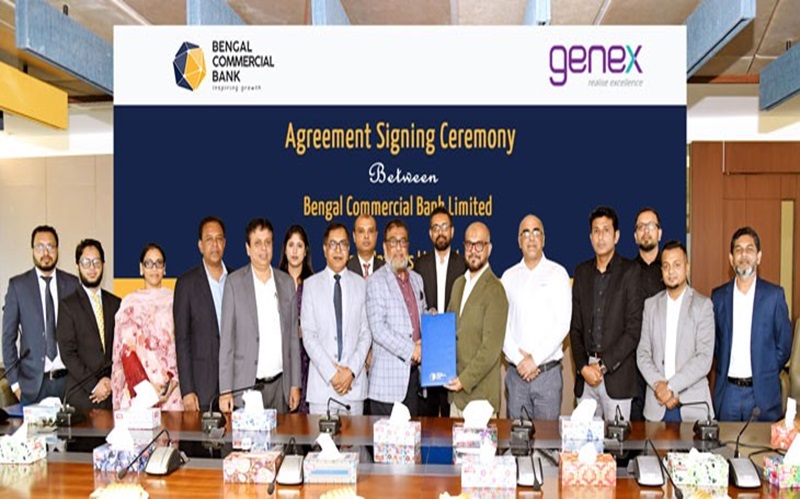 BENGAL
COMMERCIAL
BANK
inspiring growth
genex
realise excellence
Agreement Signing Ceremony
Between
Bengal Commercial Bank Limited